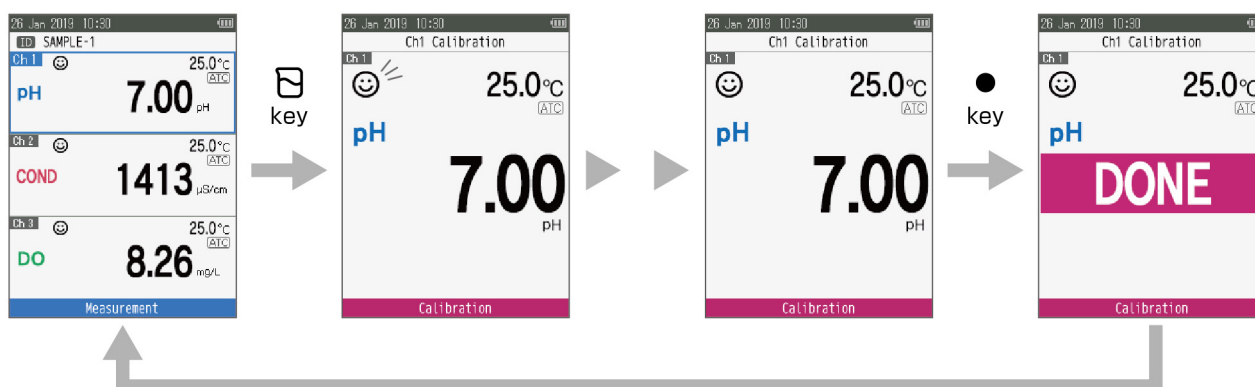 26 Jan 2019 10:30
ID SAMPLE-1
Ch 1 25.0°C
ATC
pH 7.00 pH
Ch 2 25.0°C
ATC
COND 1413 µS/cm
Ch 3 25.0°C
ATC
DO 8.26 mg/L
Measurement
key
26 Jan 2019 10:30
Ch1 Calibration
Ch 1
25.0°C
ATC
pH
7.00
pH
Calibration
26 Jan 2019 10:30
Ch1 Calibration
Ch 1
25.0°C
ATC
pH
7.00
pH
Calibration
key
26 Jan 2019 10:30
Ch1 Calibration
Ch 1
25.0°C
ATC
pH
DONE
Calibration